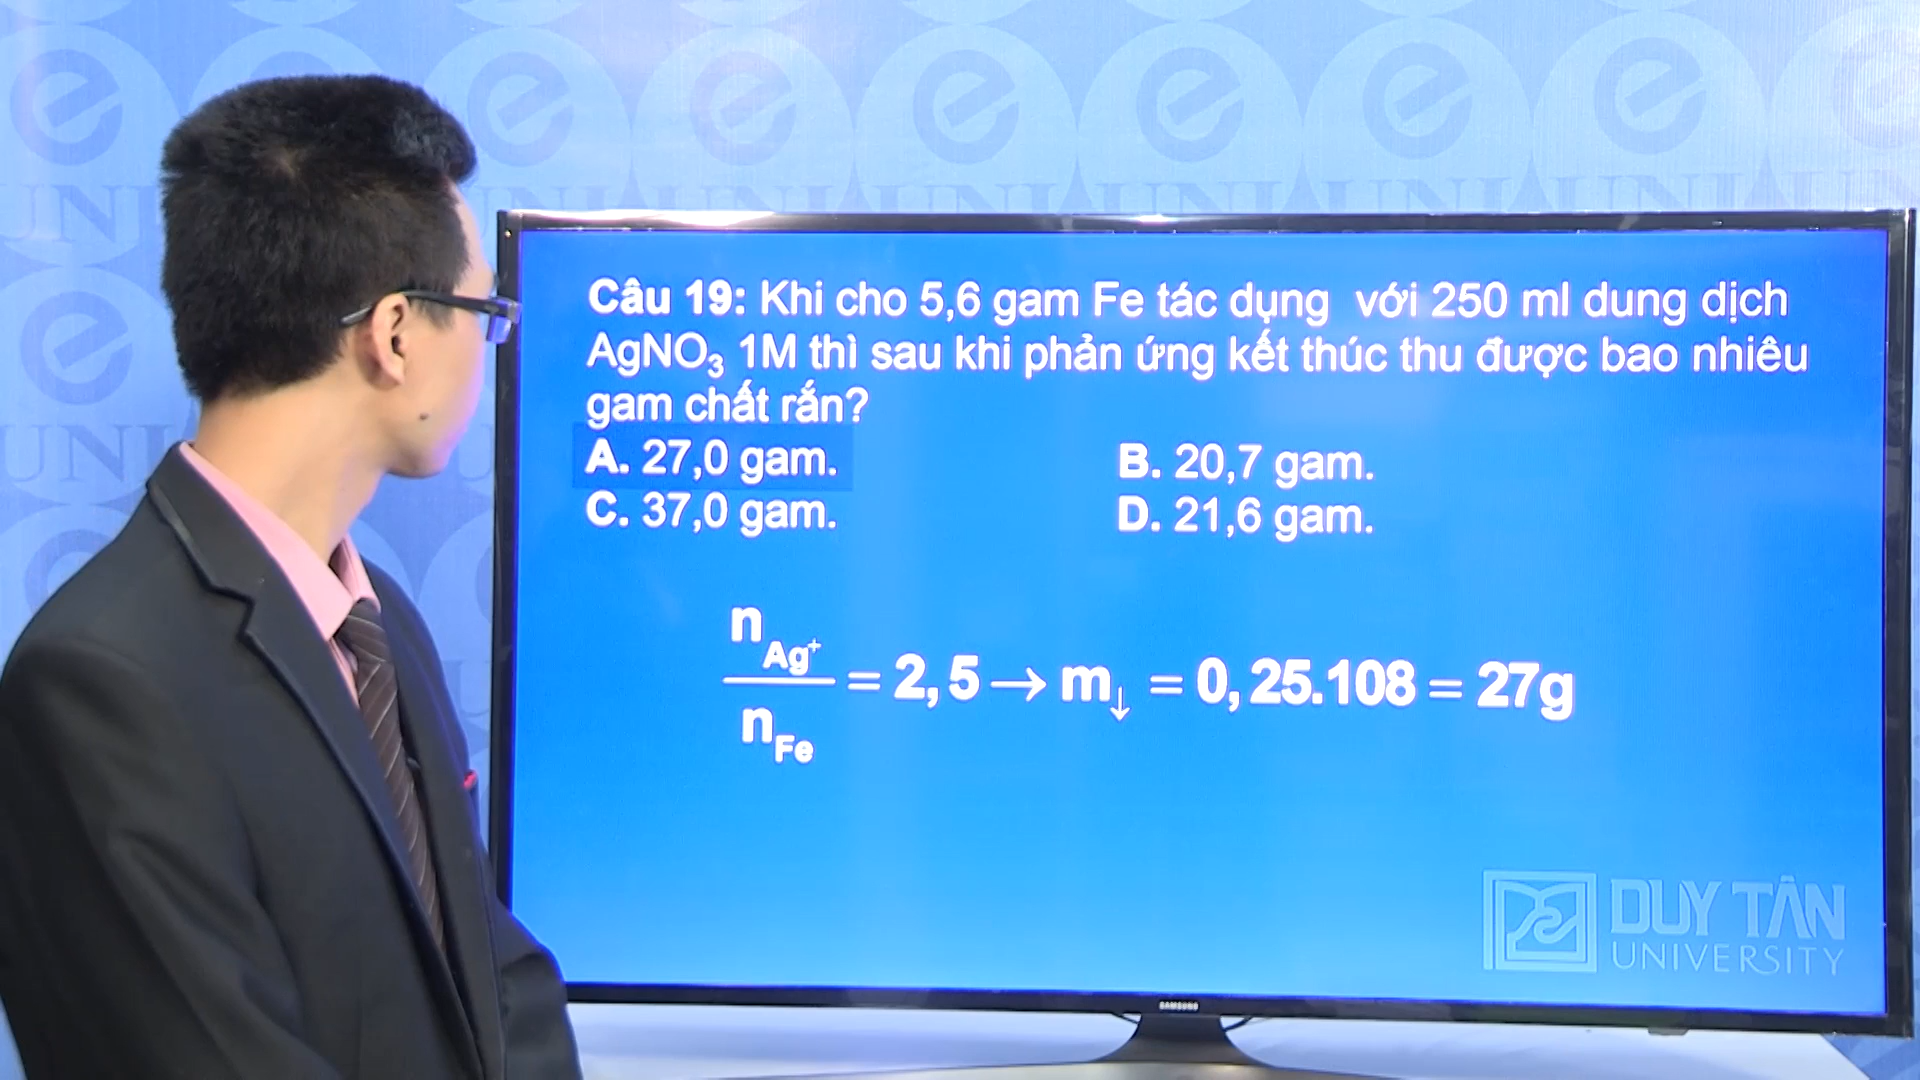 Câu 19: Khi cho 5,6 gam Fe tác dụng với 250 ml dung dịch
AgNO₃ 1M thì sau khi phản ứng kết thúc thu được bao nhiêu
gam chất rắn?
A. 27,0 gam. B. 20,7 gam.
C. 37,0 gam. D. 21,6 gam.
n_Ag⁺ / n_Fe = 2,5 → m↓ = 0,25.108 = 27g
DUY TÂN
UNIVERSITY
SAMSUNG